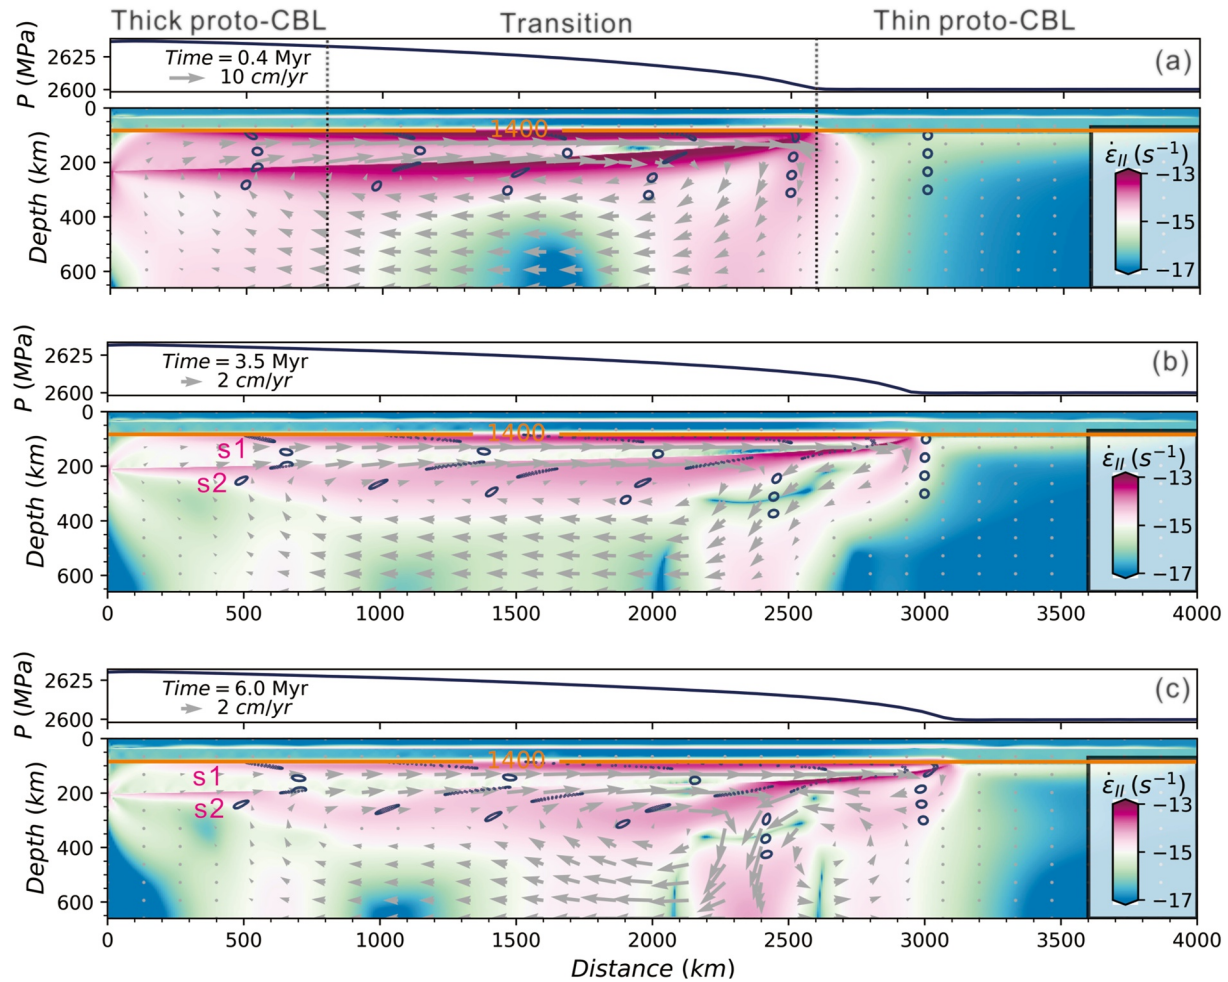 Thick proto-CBL Transition Thin proto-CBL
P (MPa)
2625
2600
Time = 0.4 Myr
10 cm/yr
(a)
Depth (km)
0
200
400
600
1400
ε̇II (s−1)
−13
−15
−17
P (MPa)
2625
2600
Time = 3.5 Myr
2 cm/yr
(b)
Depth (km)
0
200
400
600
1400
s1
s2
ε̇II (s−1)
−13
−15
−17
0 500 1000 1500 2000 2500 3000 3500 4000
P (MPa)
2625
2600
Time = 6.0 Myr
2 cm/yr
(c)
Depth (km)
0
200
400
600
1400
s1
s2
ε̇II (s−1)
−13
−15
−17
0 500 1000 1500 2000 2500 3000 3500 4000
Distance (km)